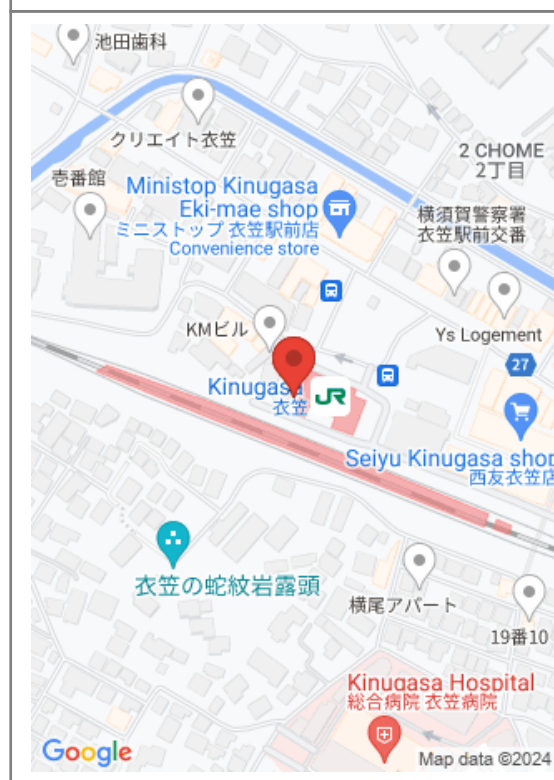 池田歯科
クリエイト衣笠
2 CHOME
2丁目
壱番館
Ministop Kinugasa
Eki-mae shop
ミニストップ 衣笠駅前店
Convenience store
横須賀警察署
衣笠駅前交番
KMビル
Ys Logement
27
Kinugasa
衣笠
JR
Seiyu Kinugasa shop
西友衣笠店
衣笠の蛇紋岩露頭
横尾アパート
19番10
Kinugasa Hospital
総合病院 衣笠病院
Google
Map data ©2024